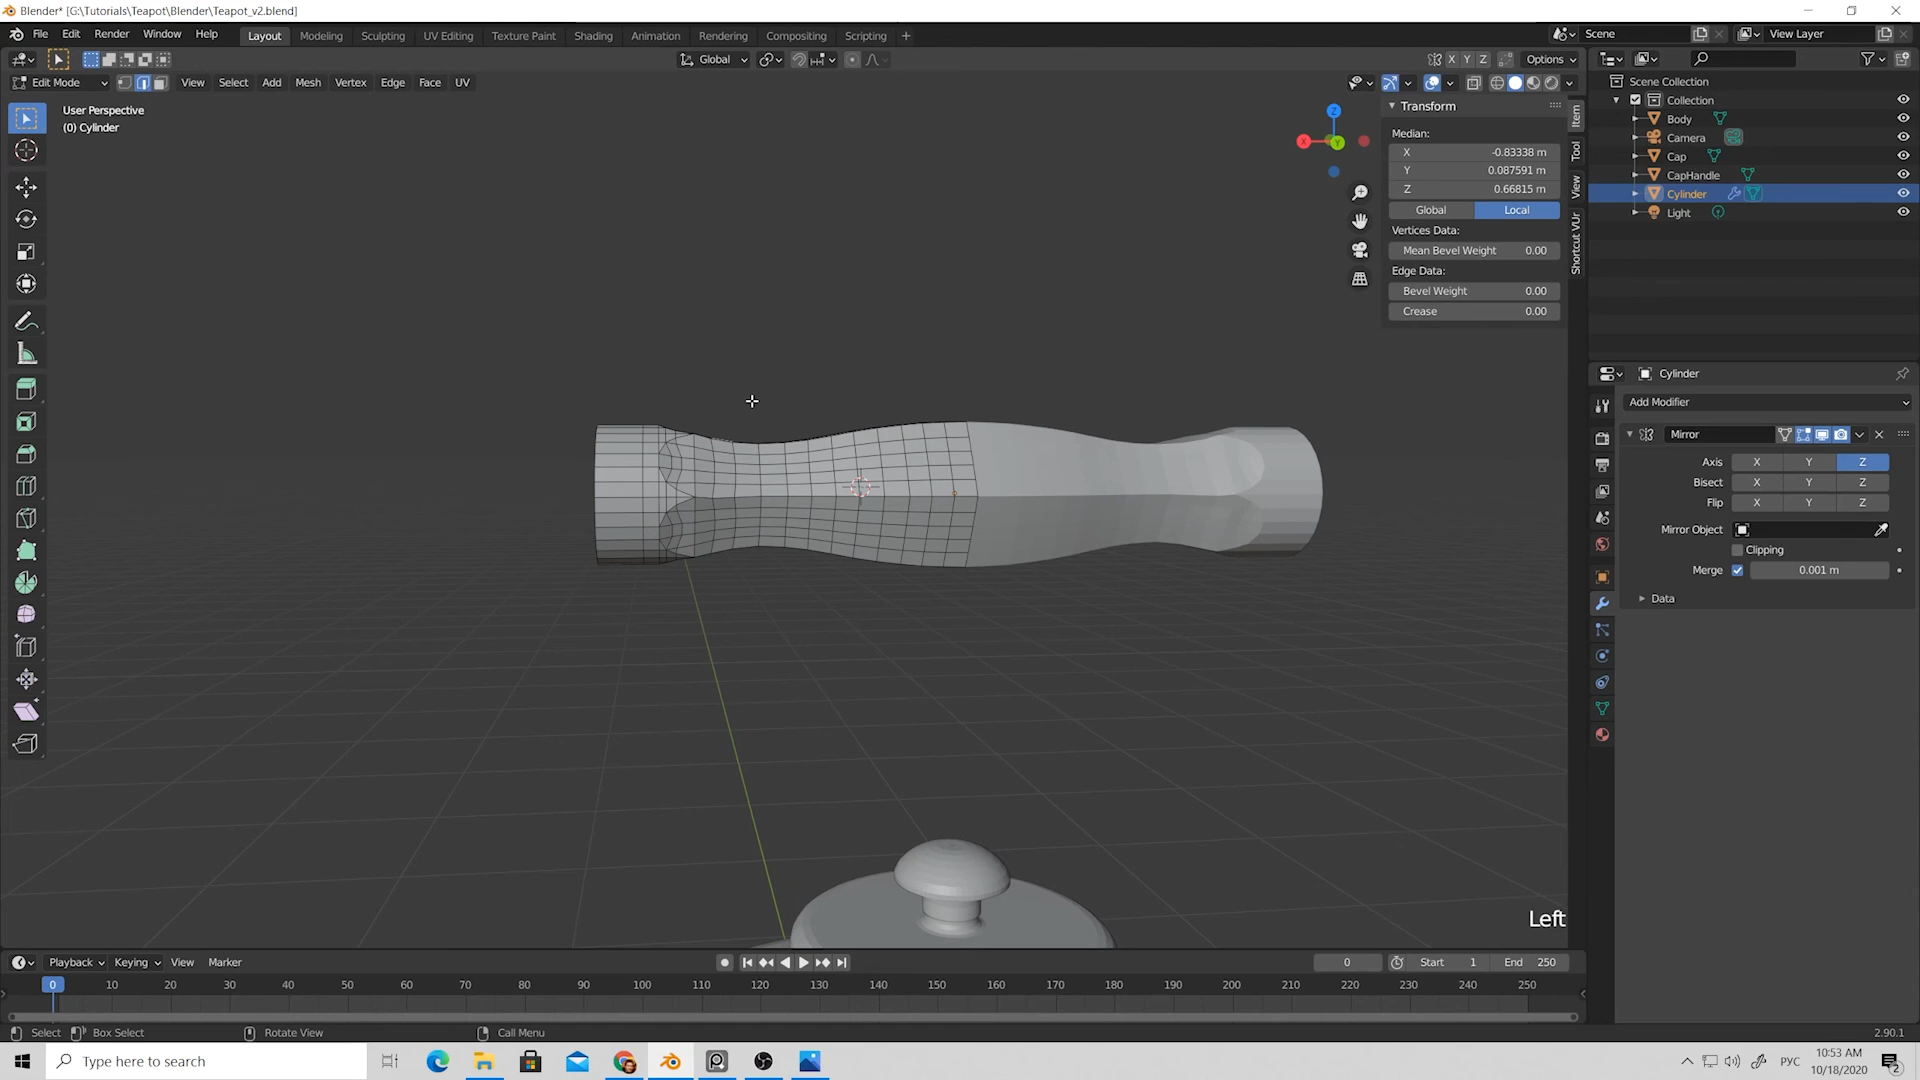 Blender* [G:\Tutorials\Teapot\Blender\Teapot_v2.blend]
File Edit Render Window Help Layout Modeling Sculpting UV Editing Texture Paint Shading Animation Rendering Compositing Scripting + Scene View Layer
Global X Y Z Options
Edit Mode View Select Add Mesh Vertex Edge Face UV
User Perspective
(0) Cylinder
Z
X
Y
Transform
Median:
X -0.83338 m
Y 0.087591 m
Z 0.66815 m
Global Local
Vertices Data:
Mean Bevel Weight 0.00
Edge Data:
Bevel Weight 0.00
Crease 0.00
Item
Tool
View
Shortcut VUr
Scene Collection
Collection
Body
Camera
Cap
CapHandle
Cylinder
Light
Cylinder
Add Modifier
Mirror
Axis X Y Z
Bisect X Y Z
Flip X Y Z
Mirror Object
Clipping
Merge 0.001 m
Data
Left
Playback Keying View Marker 0 Start 1 End 250
0 10 20 30 40 50 60 70 80 90 100 110 120 130 140 150 160 170 180 190 200 210 220 230 240 250
Select Box Select Rotate View Call Menu 2.90.1
Type here to search РУС 10:53 AM
10/18/2020 2